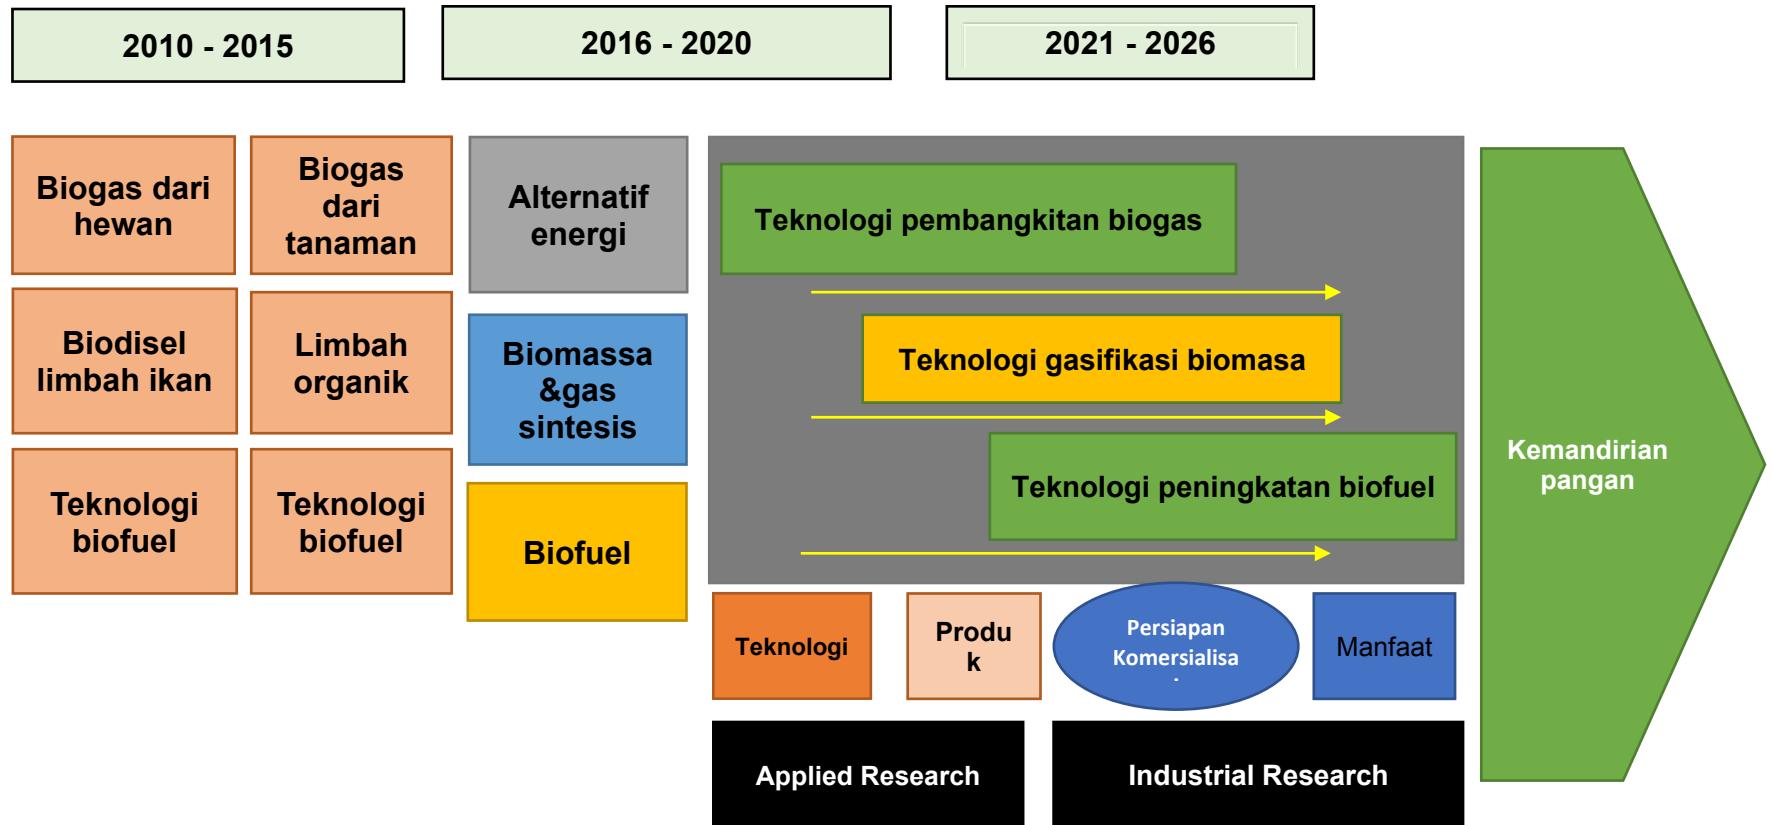 2010 - 2015
2016 - 2020
2021 - 2026
Biogas dari
hewan
Biogas
dari
tanaman
Alternatif
energi
Teknologi pembangkitan biogas
Biodisel
limbah ikan
Limbah
organik
Biomassa
&gas
sintesis
Teknologi gasifikasi biomasa
Teknologi
biofuel
Teknologi
biofuel
Biofuel
Teknologi peningkatan biofuel
Kemandirian
pangan
Teknologi
Produ
k
Persiapan
Komersialisa
Manfaat
Applied Research
Industrial Research